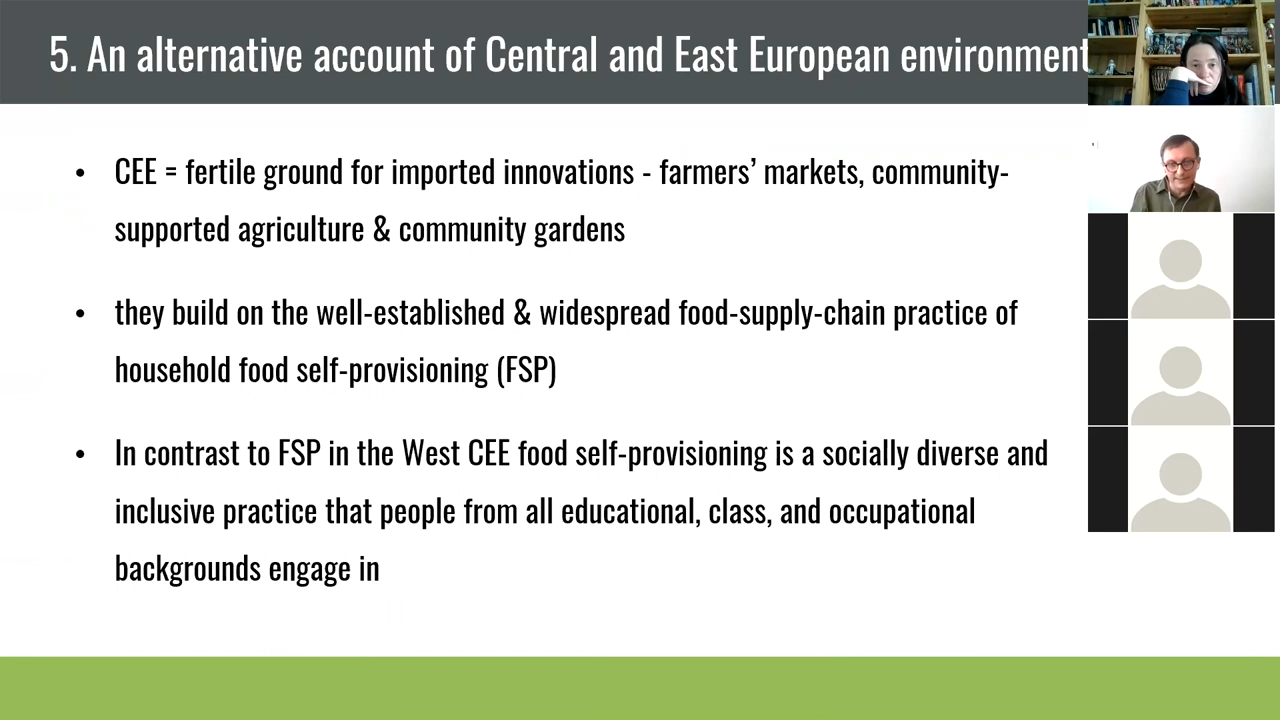 5. An alternative account of Central and East European environment
• CEE = fertile ground for imported innovations - farmers’ markets, community-
supported agriculture & community gardens
• they build on the well-established & widespread food-supply-chain practice of
household food self-provisioning (FSP)
• In contrast to FSP in the West CEE food self-provisioning is a socially diverse and
inclusive practice that people from all educational, class, and occupational
backgrounds engage in